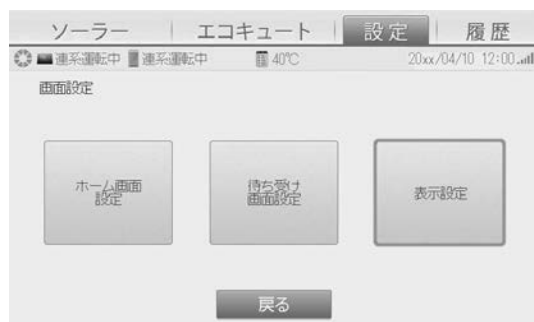 ソーラー エコキュート 設定 履歴
連系運転中 連系運転中 40℃ 20xx/04/10 12:00
画面設定
ホーム画面
設定
待ち受け
画面設定
表示設定
戻る